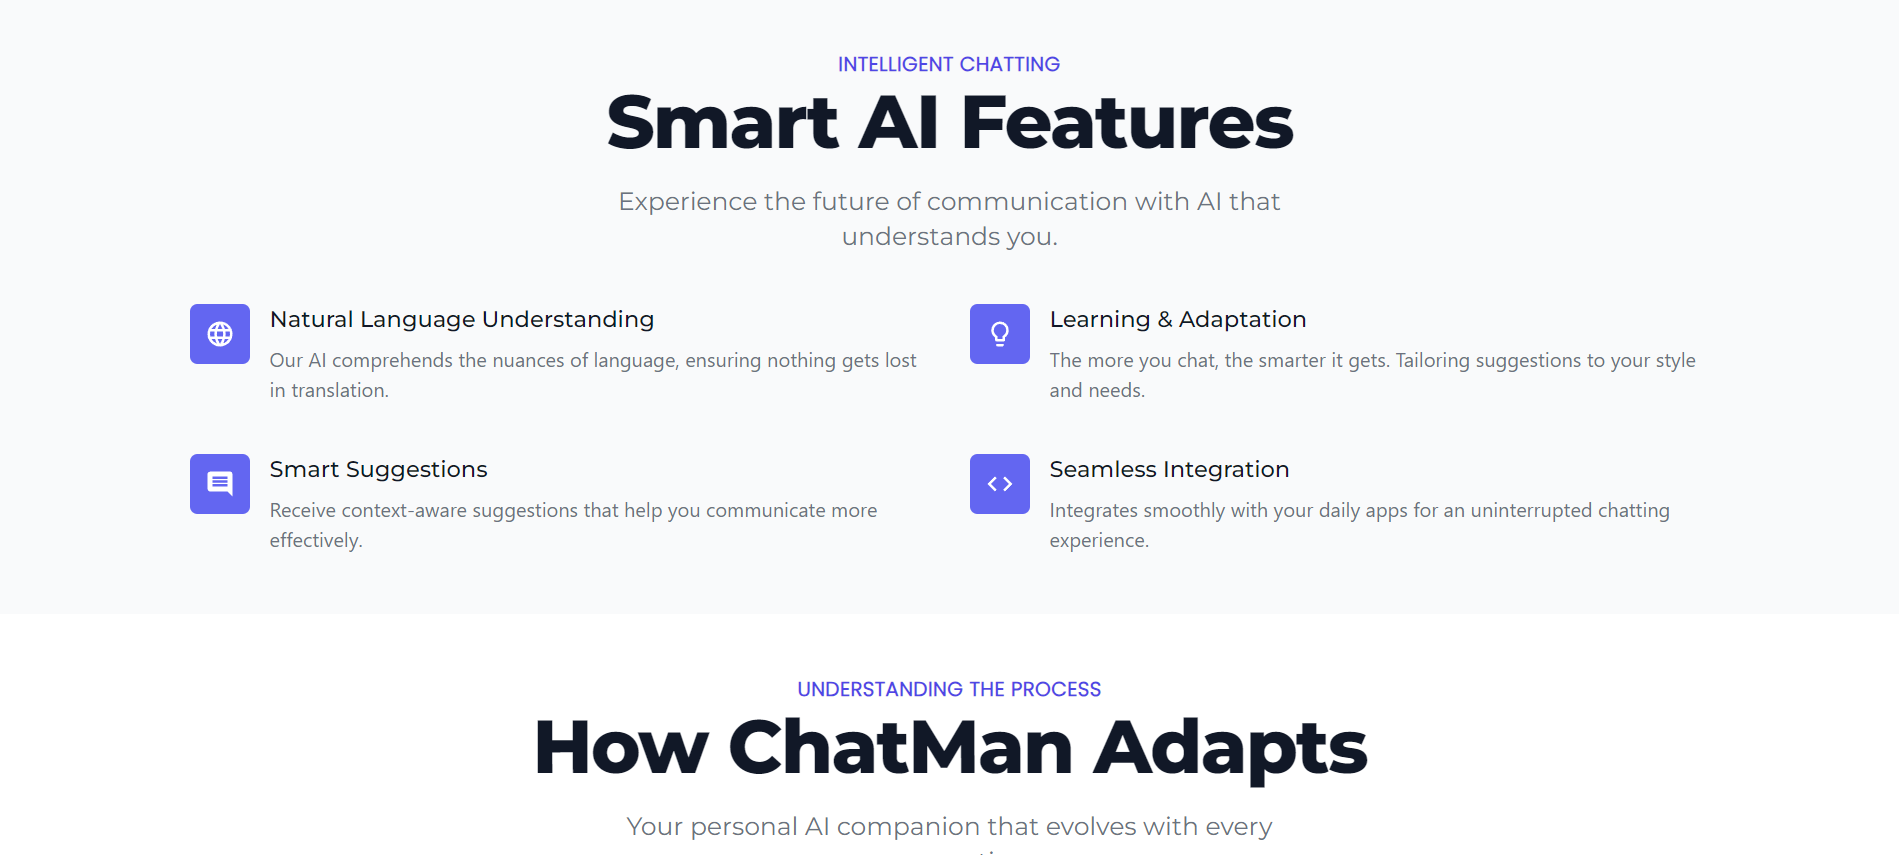 INTELLIGENT CHATTING
Smart AI Features
Experience the future of communication with AI that
understands you.
Natural Language Understanding
Our AI comprehends the nuances of language, ensuring nothing gets lost
in translation.
Learning & Adaptation
The more you chat, the smarter it gets. Tailoring suggestions to your style
and needs.
Smart Suggestions
Receive context-aware suggestions that help you communicate more
effectively.
Seamless Integration
Integrates smoothly with your daily apps for an uninterrupted chatting
experience.
UNDERSTANDING THE PROCESS
How ChatMan Adapts
Your personal AI companion that evolves with every